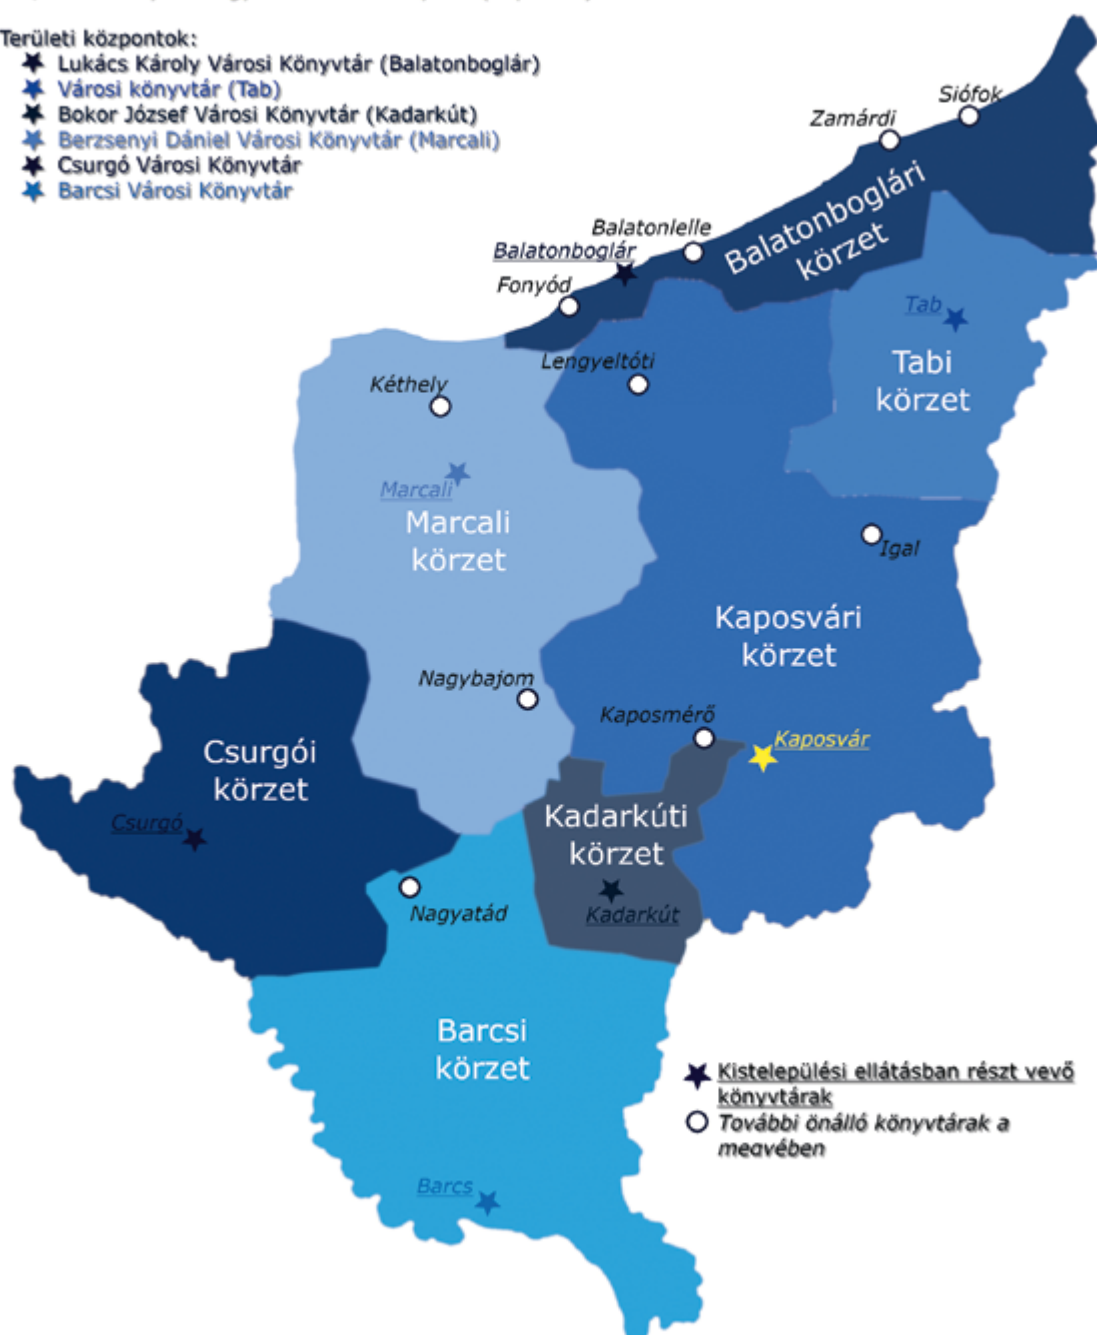 Területi központok:
Lukács Károly Városi Könyvtár (Balatonboglár)
Városi könyvtár (Tab)
Bokor József Városi Könyvtár (Kadarkút)
Berzsenyi Dániel Városi Könyvtár (Marcali)
Csurgó Városi Könyvtár
Barcsi Városi Könyvtár
Siófok
Zamárdi
Balatonboglári
körzet
Balatonlelle
Balatonboglár
Fonyód
Tab
Tabi
körzet
Lengyeltóti
Kéthely
Marcali
Marcali
körzet
Igal
Kaposvári
körzet
Nagybajom
Kaposmérő
Kaposvár
Csurgói
körzet
Csurgó
Kadarkúti
körzet
Kadarkút
Nagyatád
Barcsi
körzet
Barcs
Kistelepülési ellátásban részt vevő
könyvtárak
További önálló könyvtárak a
megyében